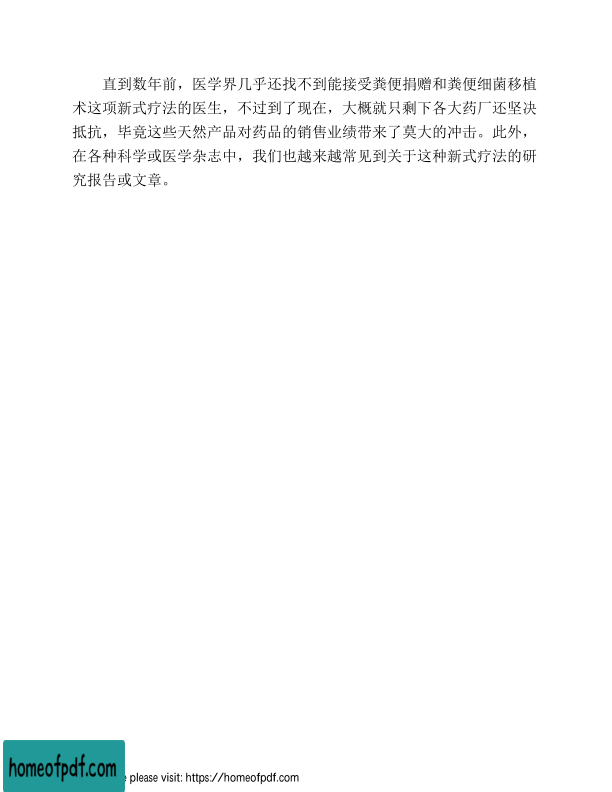 直到数年前，医学界几乎还找不到能接受粪便捐赠和粪便细菌移植
术这项新式疗法的医生，不过到了现在，大概就只剩下各大药厂还坚决
抵抗，毕竟这些天然产品对药品的销售业绩带来了莫大的冲击。此外，
在各种科学或医学杂志中，我们也越来越常见到关于这种新式疗法的研
究报告或文章。
homeofpdf.com
e please visit: https://homeofpdf.com